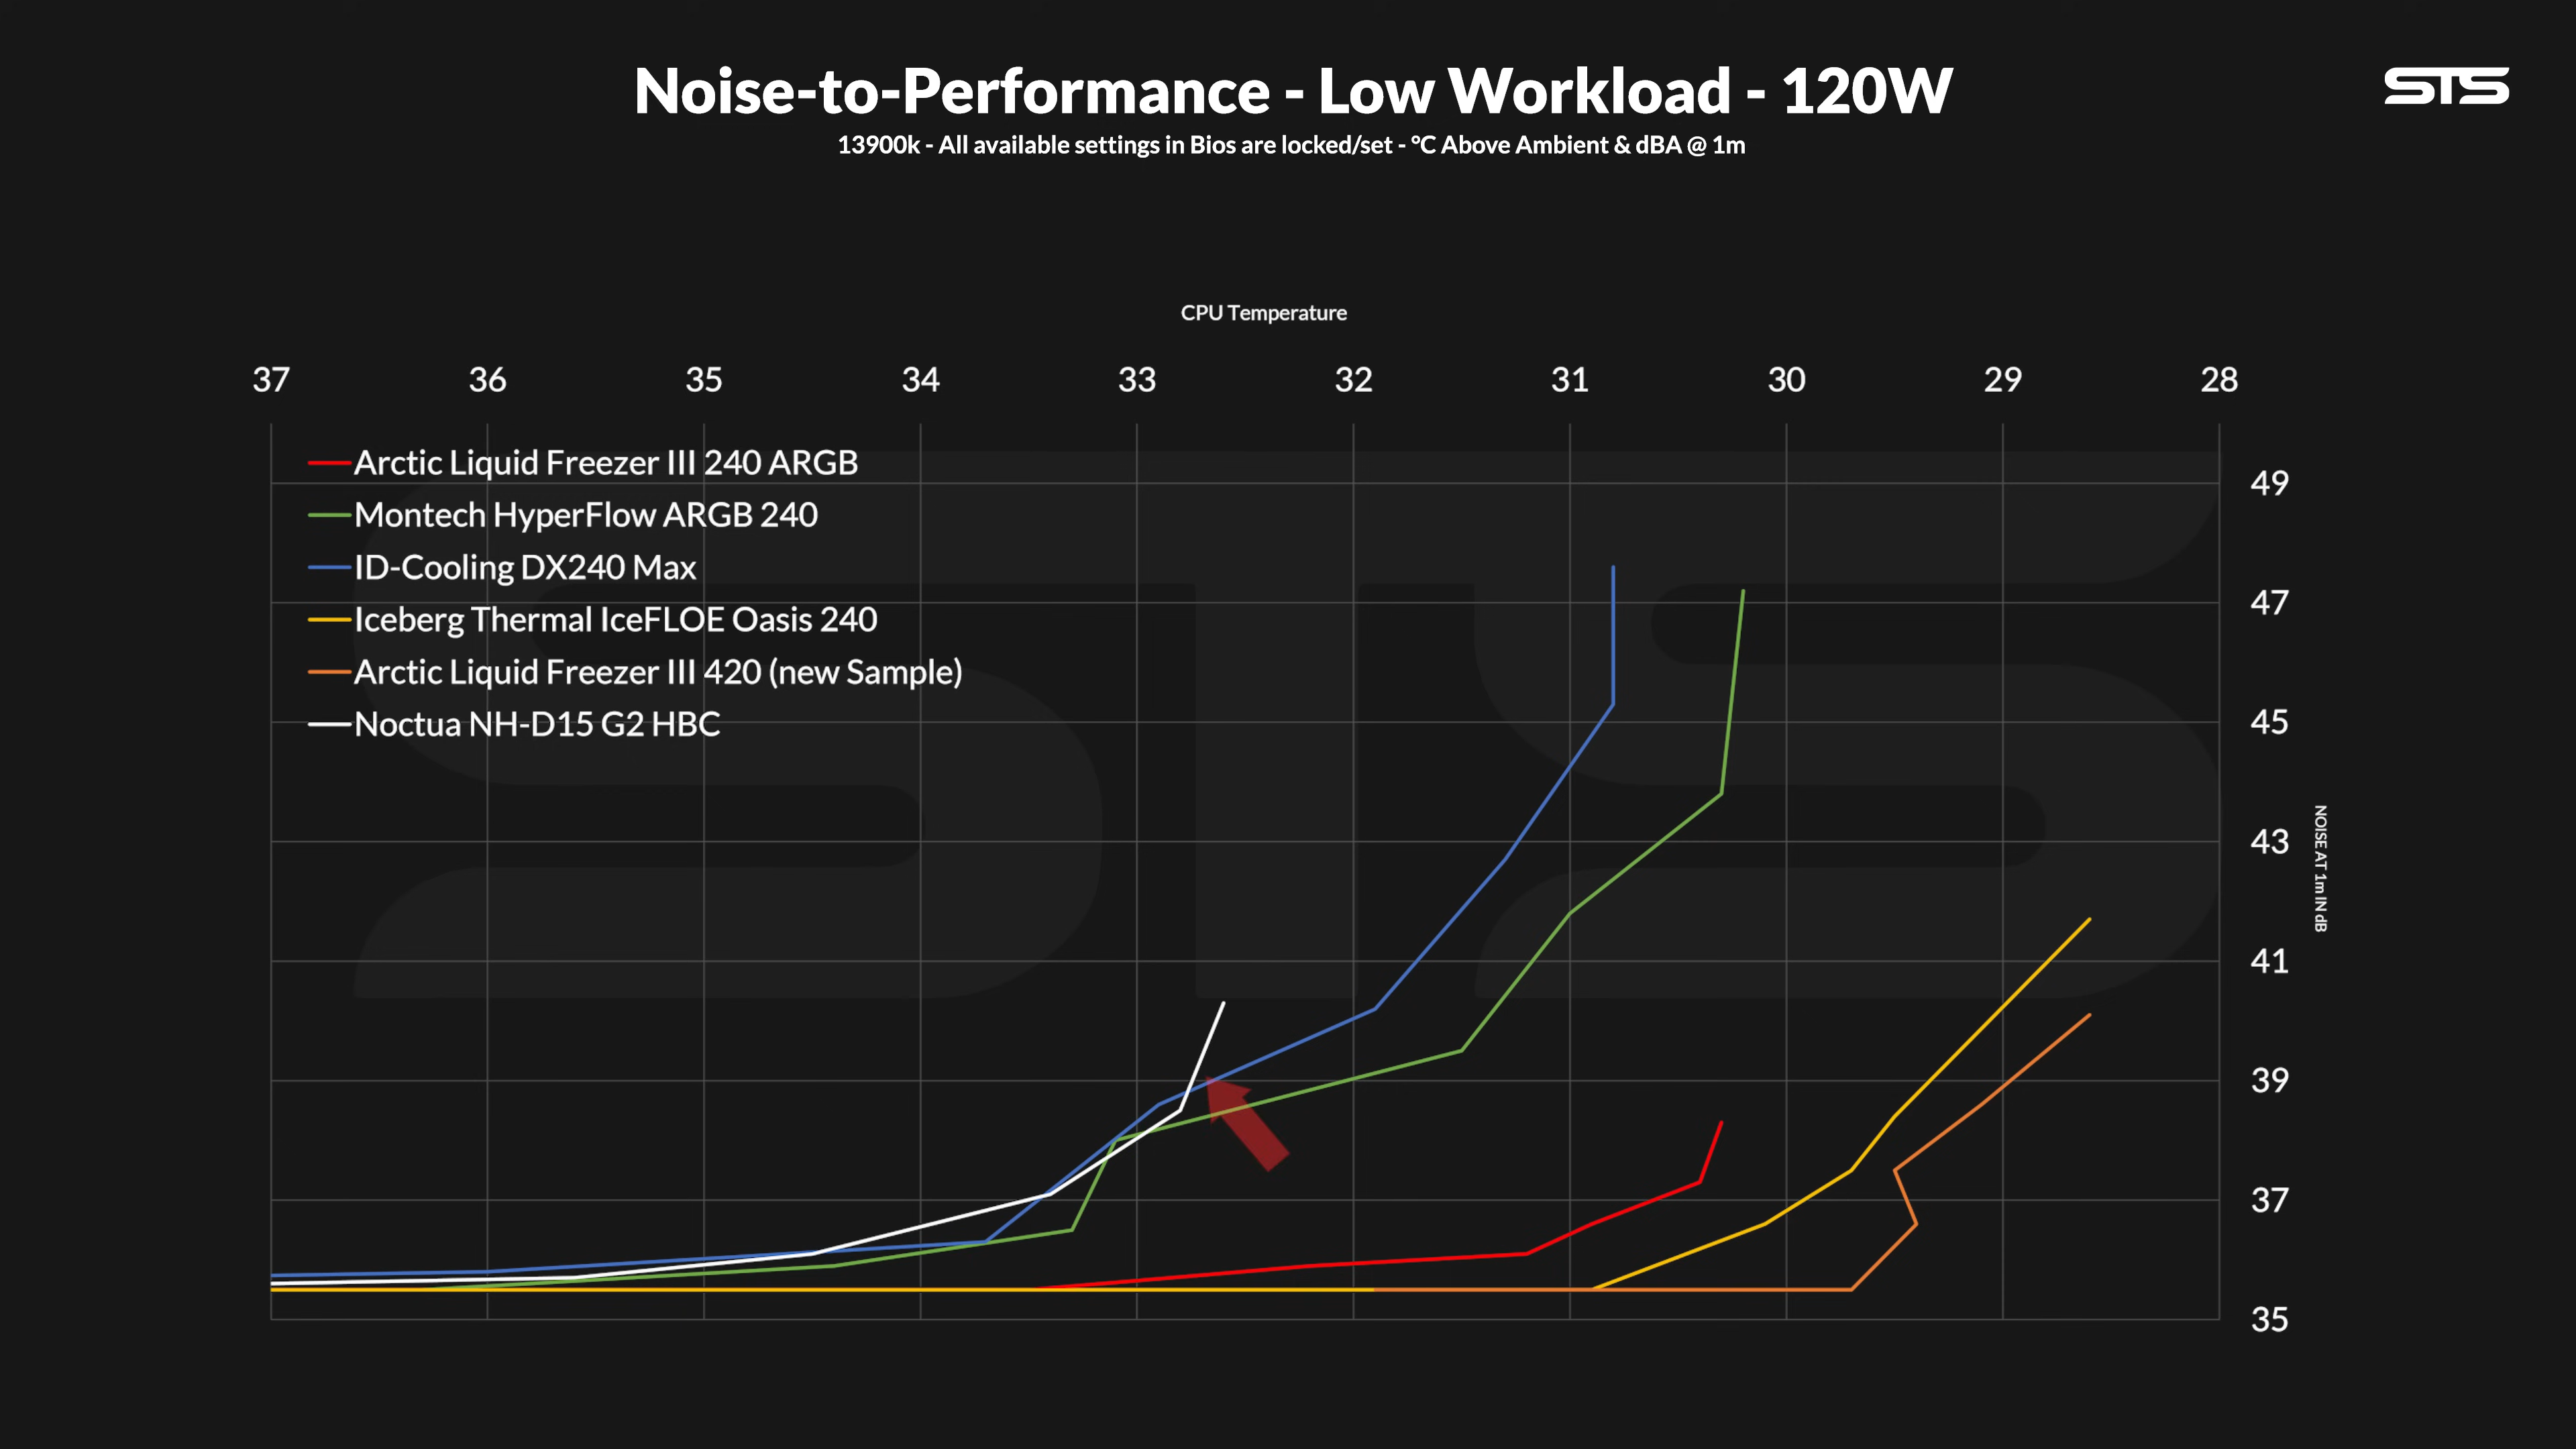 Noise-to-Performance - Low Workload - 120W
STS
13900k - All available settings in Bios are locked/set - °C Above Ambient & dBA @ 1m
CPU Temperature
37 36 35 34 33 32 31 30 29 28
Arctic Liquid Freezer III 240 ARGB
Montech HyperFlow ARGB 240
ID-Cooling DX240 Max
Iceberg Thermal IceFLOE Oasis 240
Arctic Liquid Freezer III 420 (new Sample)
Noctua NH-D15 G2 HBC
49
47
45
43
41
39
37
35
NOISE AT 1m IN dB
STS